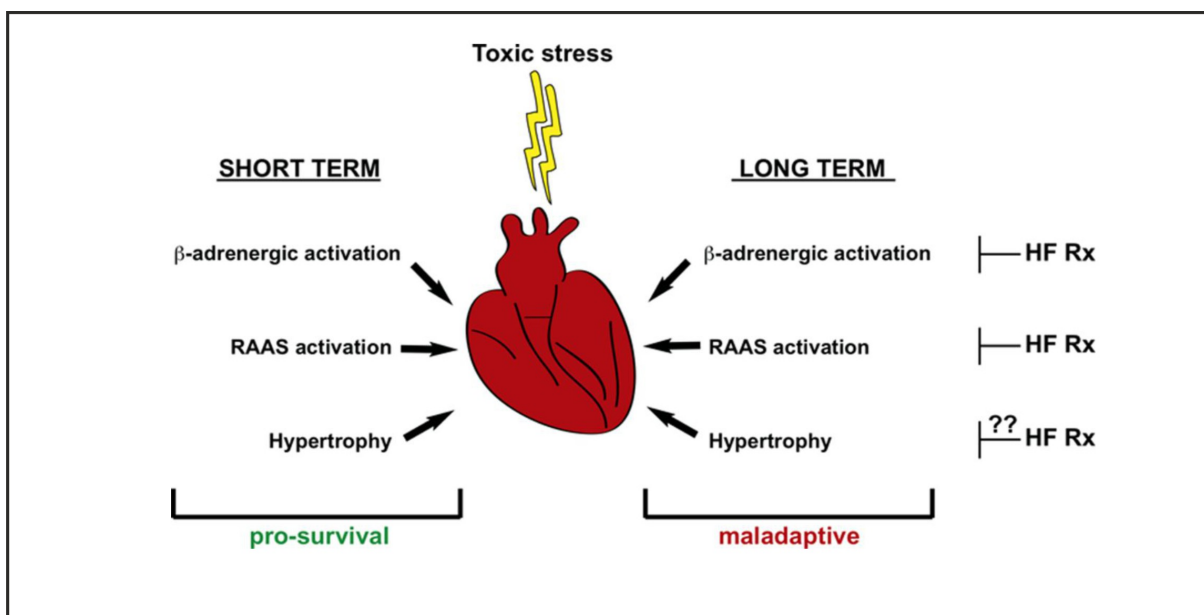 Toxic stress
SHORT TERM
LONG TERM
β-adrenergic activation
β-adrenergic activation
HF Rx
RAAS activation
RAAS activation
HF Rx
Hypertrophy
Hypertrophy
??
HF Rx
pro-survival
maladaptive